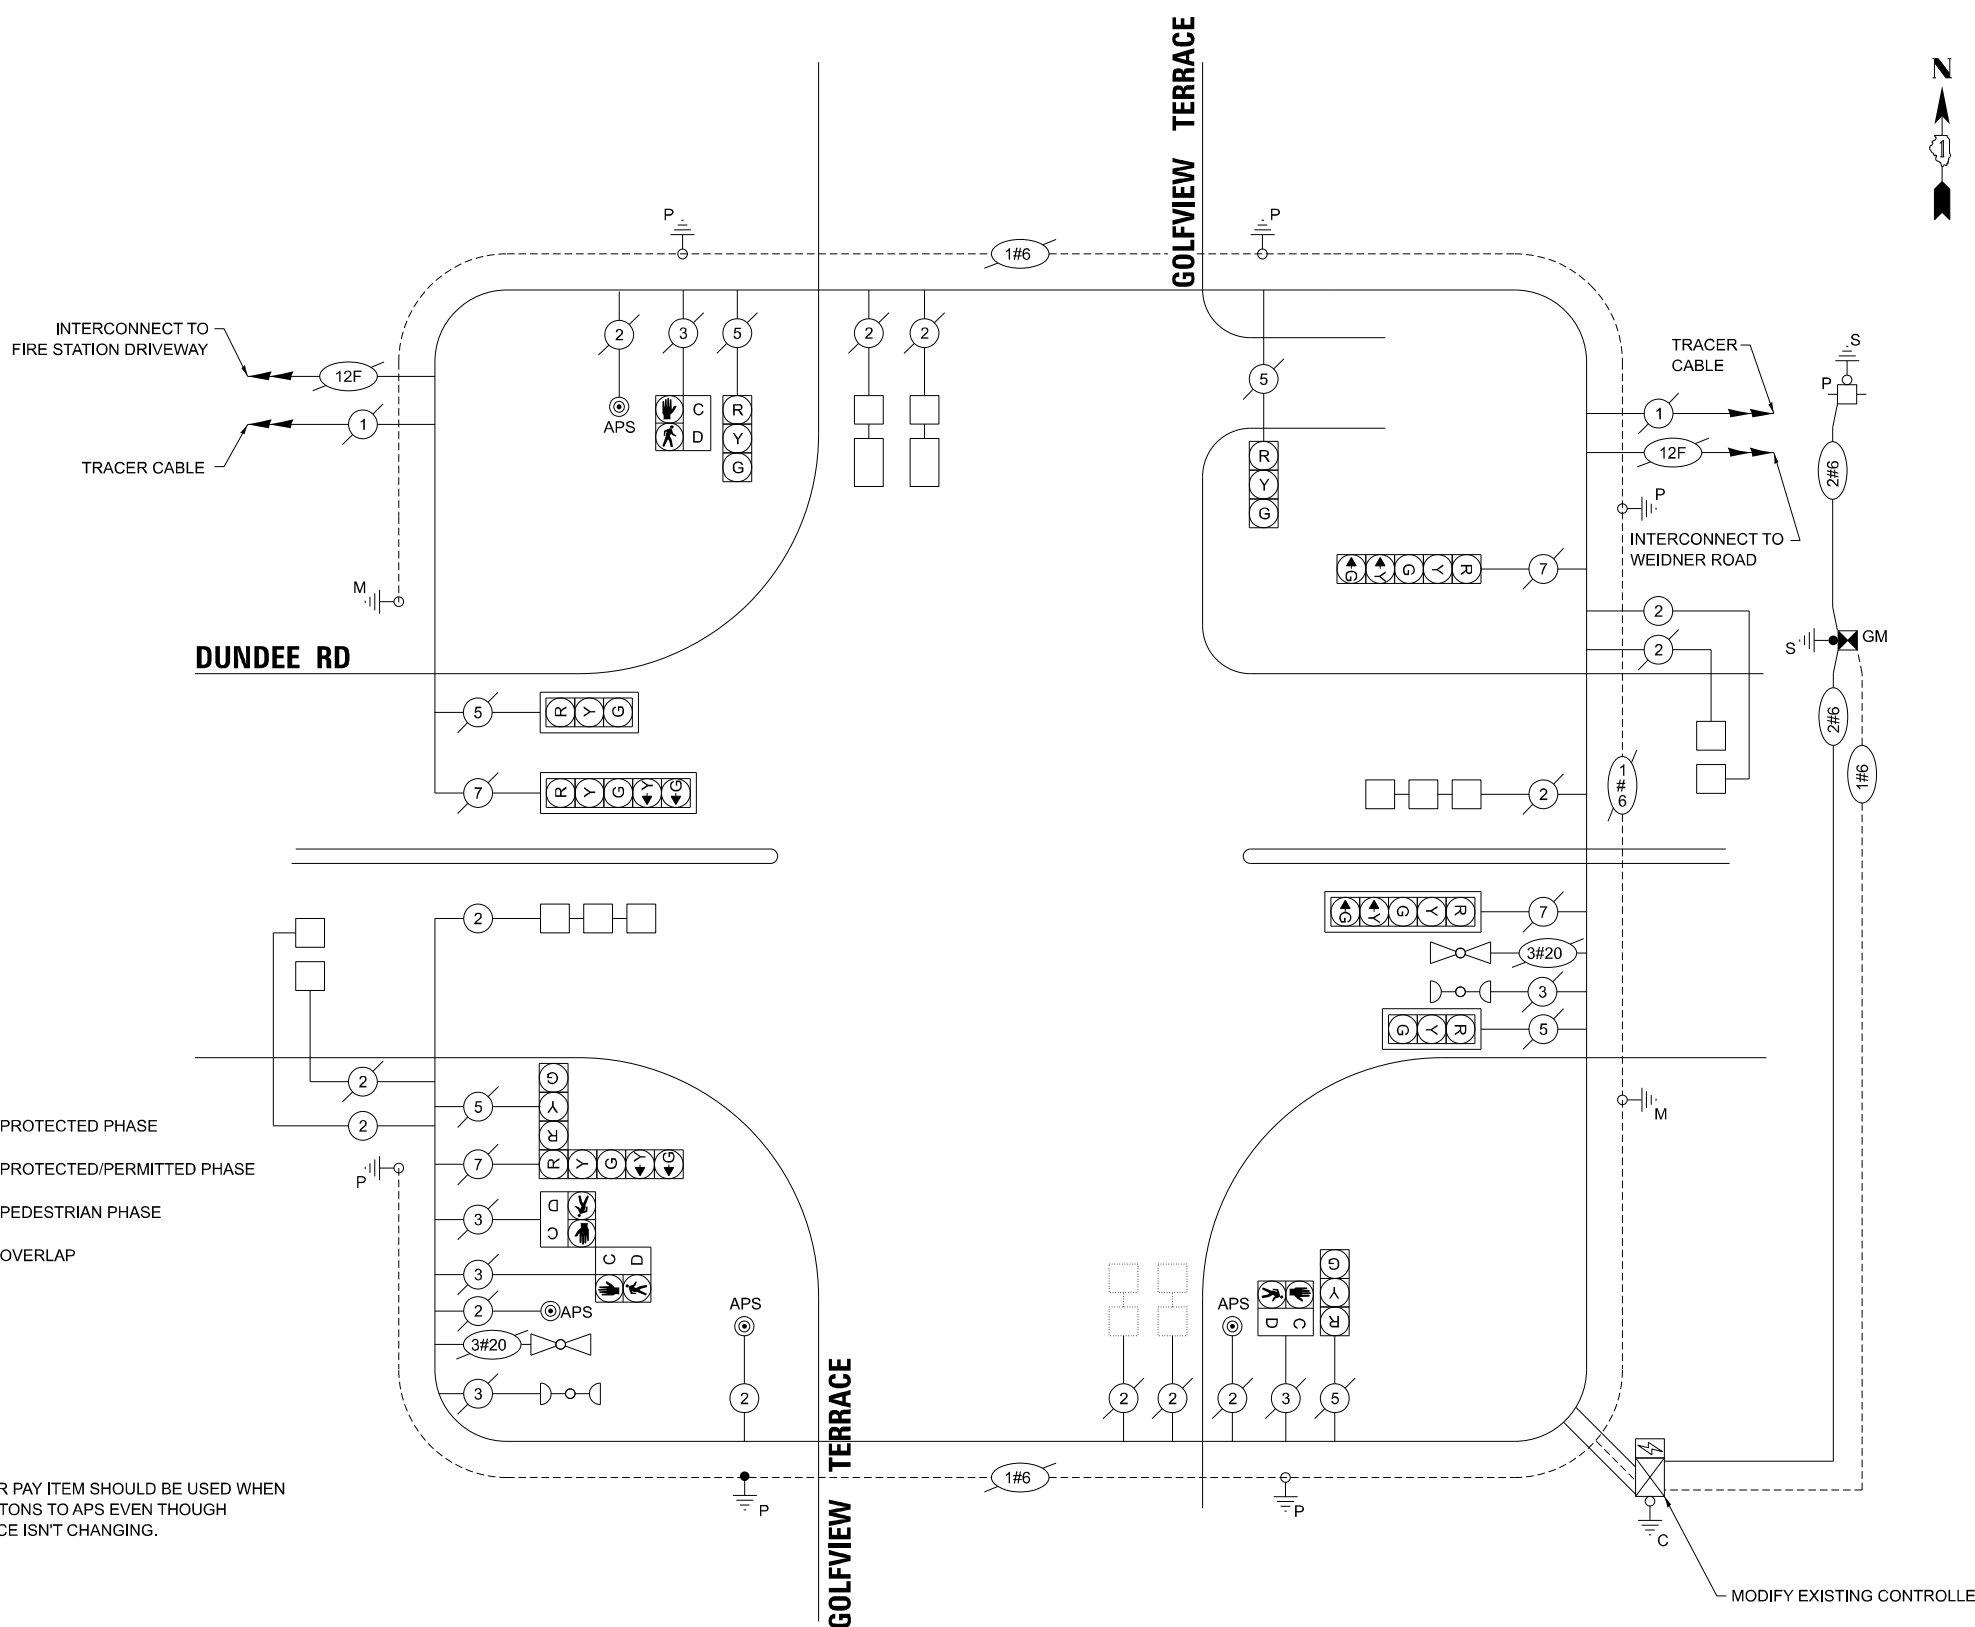 GOLFVIEW TERRACE
N
1
P
P
1#6
INTERCONNECT TO
FIRE STATION DRIVEWAY
12F
1
TRACER CABLE
2
3
5
2
2
APS
C
D
R
Y
G
5
R
Y
G
TRACER
CABLE
1
12F
P
INTERCONNECT TO
WEIDNER ROAD
S
P
2#6
G Y G Y R
7
2
2
S
GM
2#6
1#6
M
DUNDEE RD
5
R Y G
7
R Y G Y G
2
1
#
6
2
G Y G Y R
7
3#20
3
G Y R
5
M
2
2
P
PROTECTED PHASE
PROTECTED/PERMITTED PHASE
PEDESTRIAN PHASE
OVERLAP
5
G
Y
R
7
R Y G Y G
3
D
C
3
C D
2
APS
3#20
3
APS
2
2
2
APS
2
D C
3
G
Y
R
5
GOLFVIEW TERRACE
1#6
P
P
R PAY ITEM SHOULD BE USED WHEN
TONS TO APS EVEN THOUGH
CE ISN'T CHANGING.
C
MODIFY EXISTING CONTROLLE